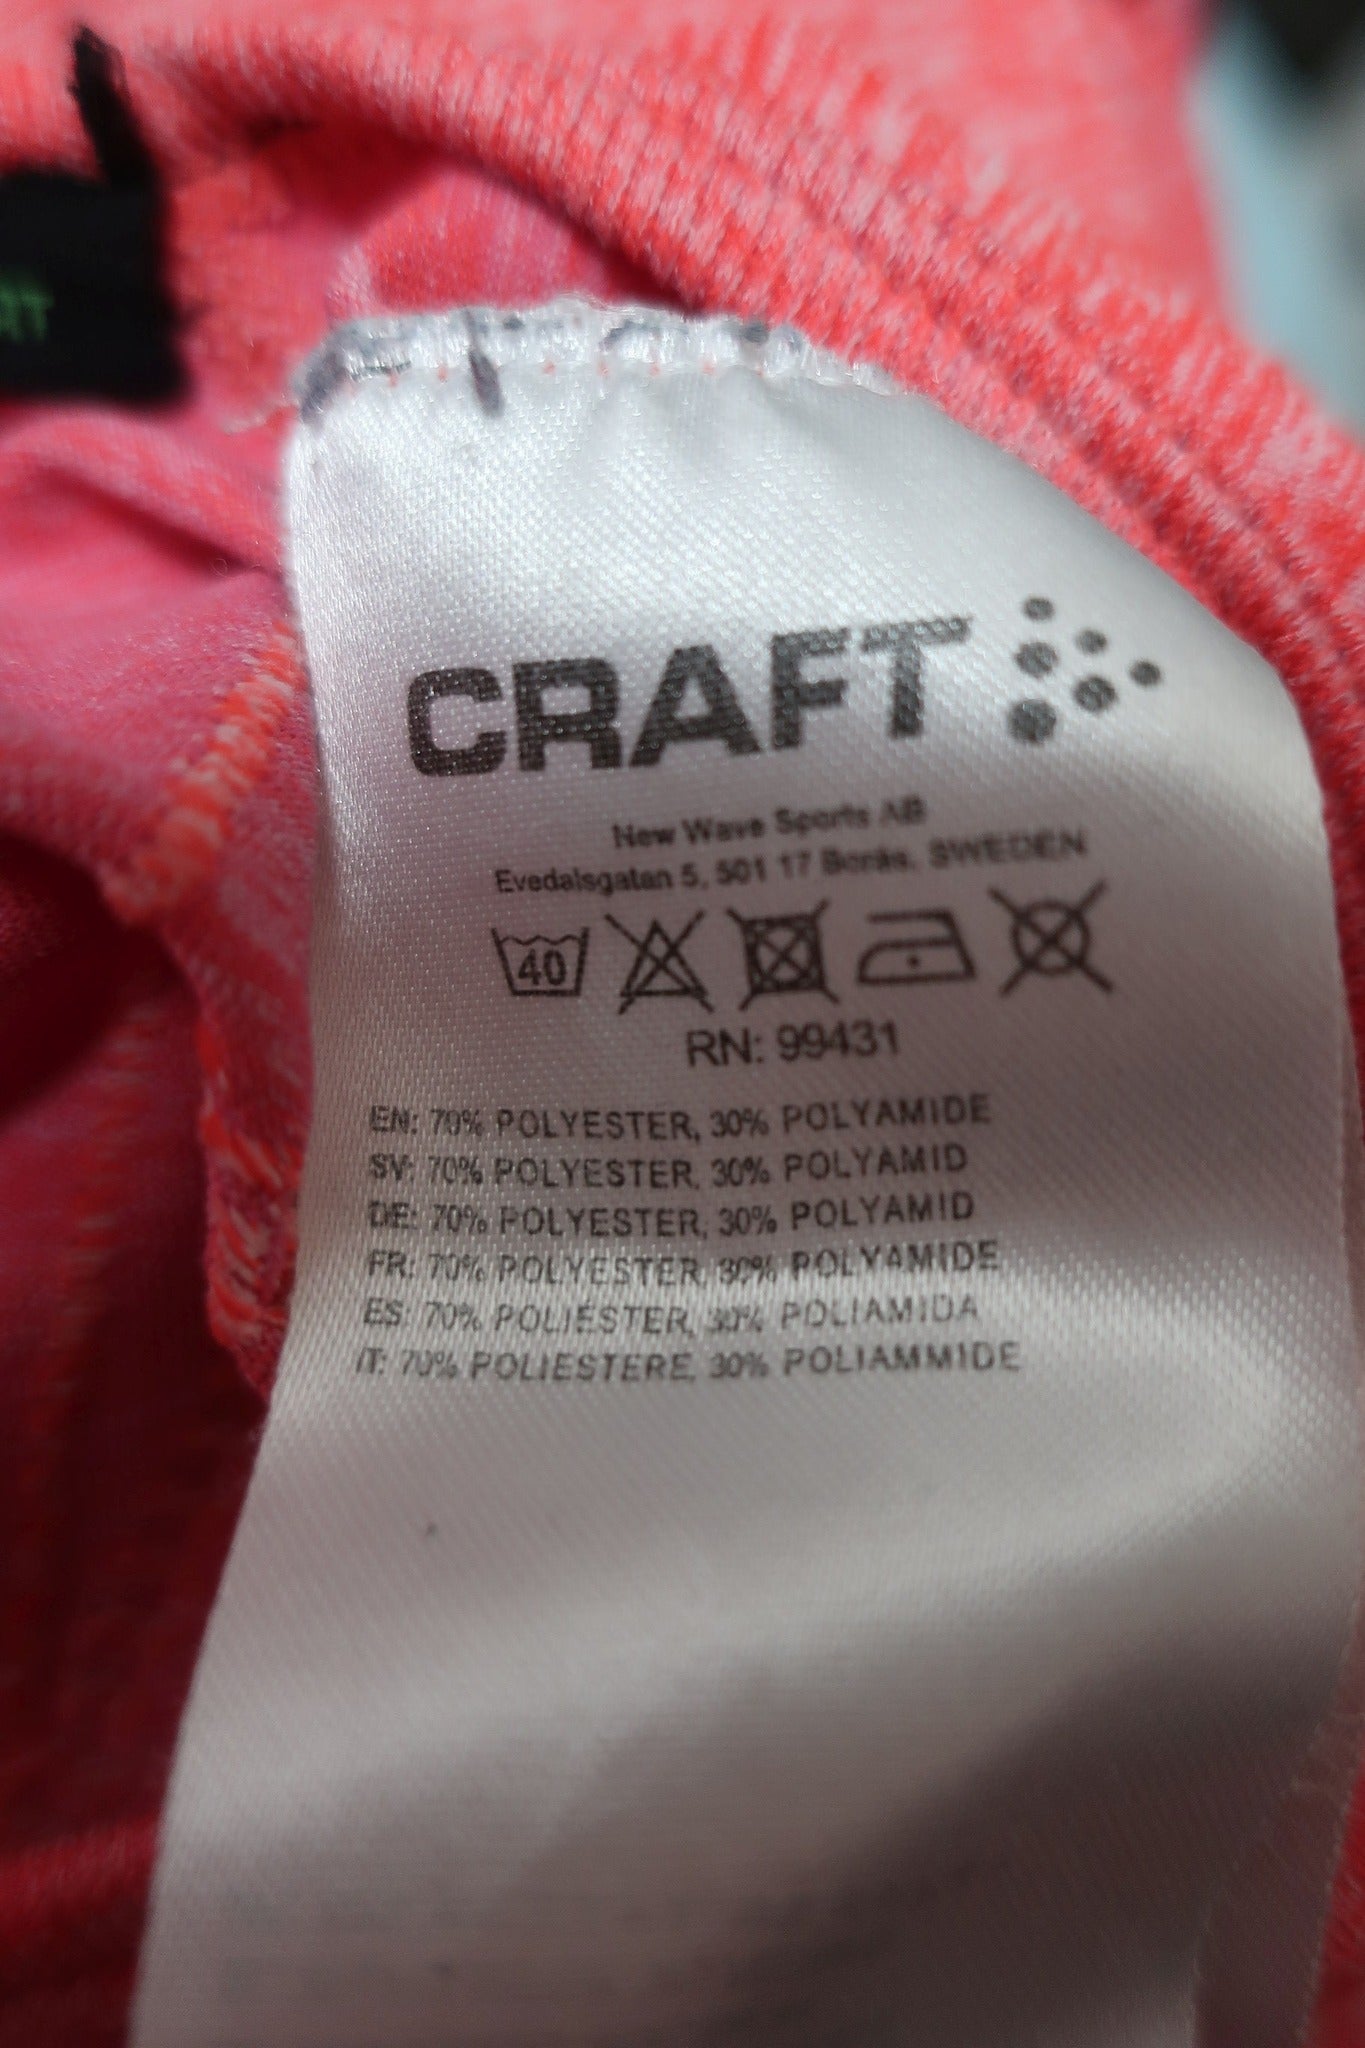 CRAFT
New Wave Sports AB
Evedalsgatan 5, 501 17 Borås, SWEDEN
40
RN: 99431
EN: 70% POLYESTER, 30% POLYAMIDE
SV: 70% POLYESTER, 30% POLYAMID
DE: 70% POLYESTER, 30% POLYAMID
FR: 70% POLYESTER, 30% POLYAMIDE
ES: 70% POLIÉSTER, 30% POLIAMIDA
IT: 70% POLIESTERE, 30% POLIAMMIDE